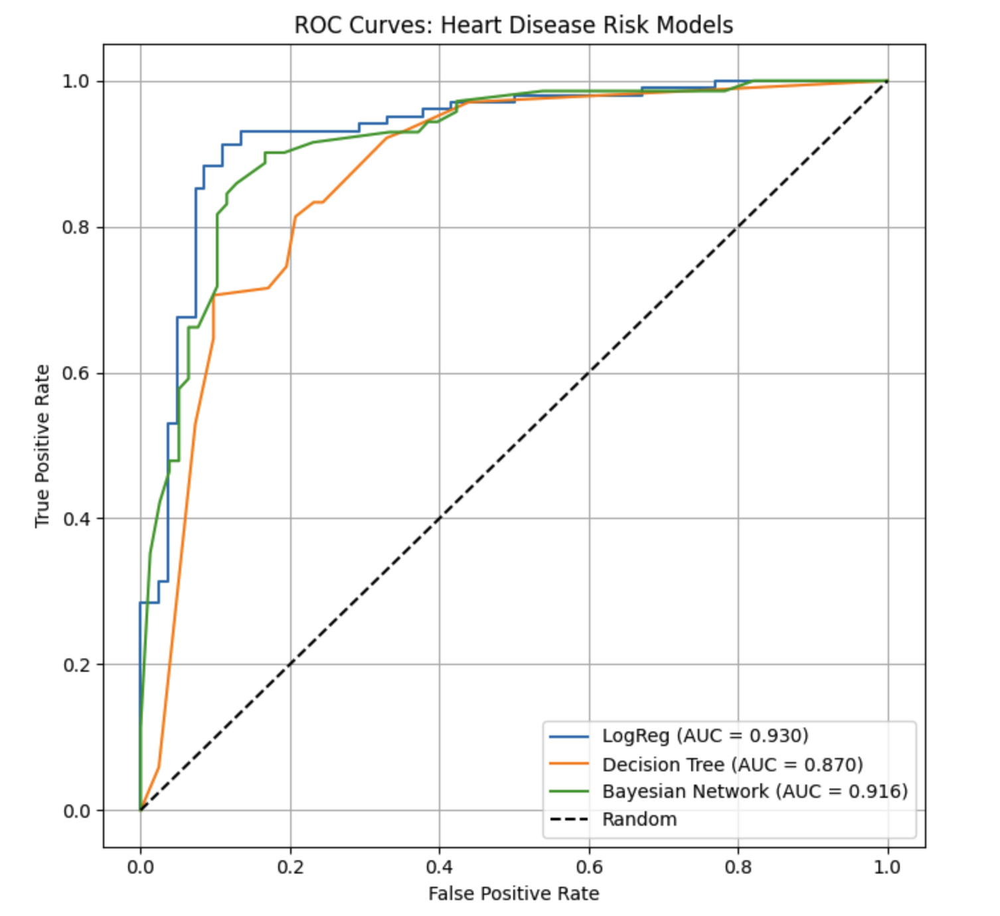 ROC Curves: Heart Disease Risk Models
True Positive Rate
1.0
0.8
0.6
0.4
0.2
0.0
LogReg (AUC = 0.930)
Decision Tree (AUC = 0.870)
Bayesian Network (AUC = 0.916)
Random
0.0 0.2 0.4 0.6 0.8 1.0
False Positive Rate